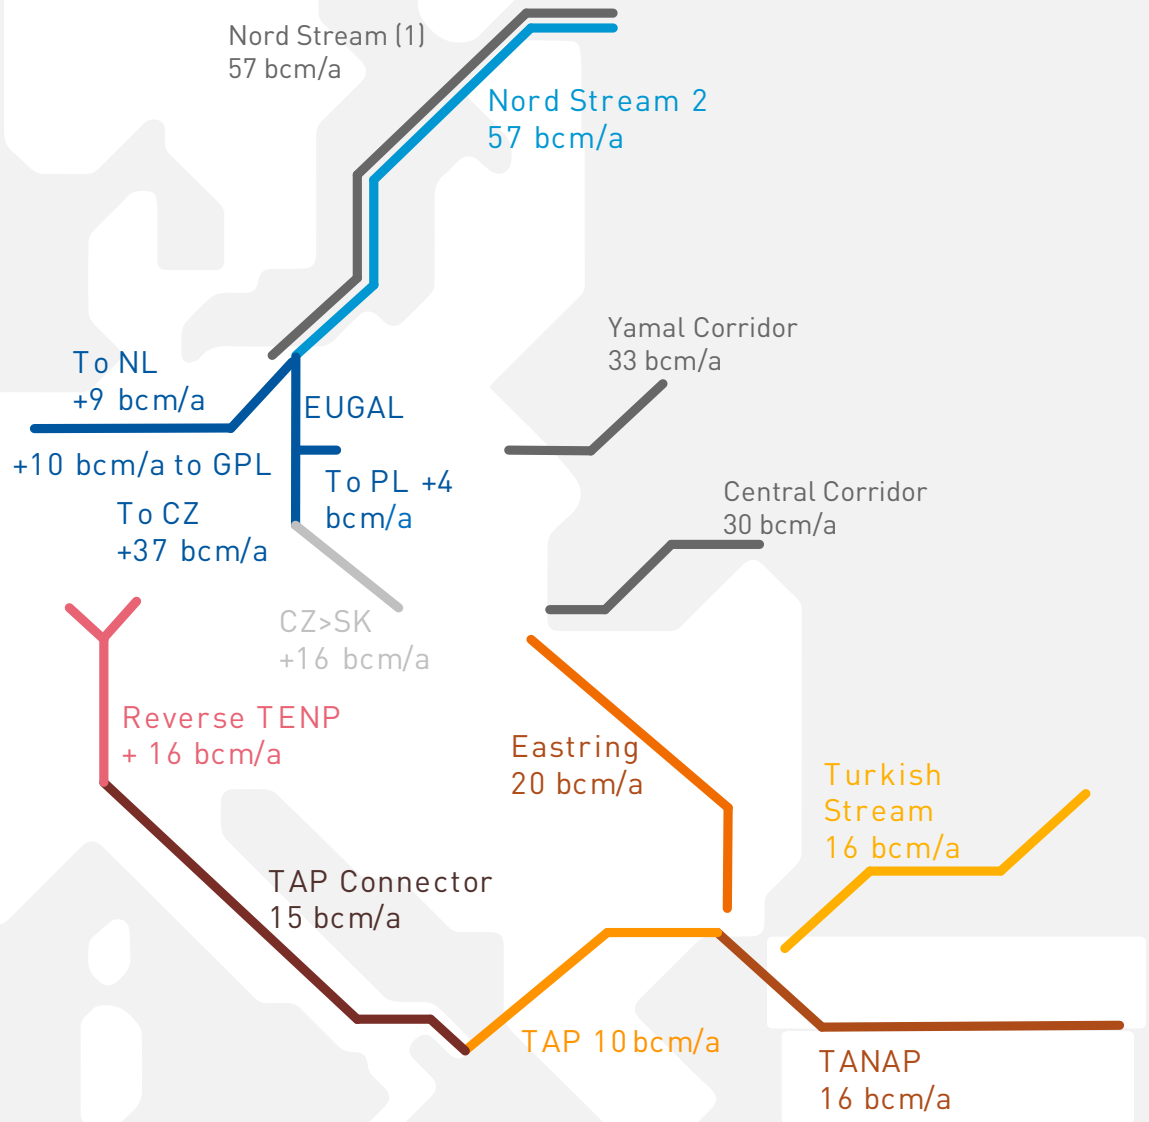 Nord Stream (1)
57 bcm/a
Nord Stream 2
57 bcm/a
Yamal Corridor
33 bcm/a
To NL
+9 bcm/a
EUGAL
+10 bcm/a to GPL
To PL +4
bcm/a
To CZ
+37 bcm/a
Central Corridor
30 bcm/a
CZ>SK
+16 bcm/a
Reverse TENP
+ 16 bcm/a
Eastring
20 bcm/a
Turkish
Stream
16 bcm/a
TAP Connector
15 bcm/a
TAP 10bcm/a
TANAP
16 bcm/a